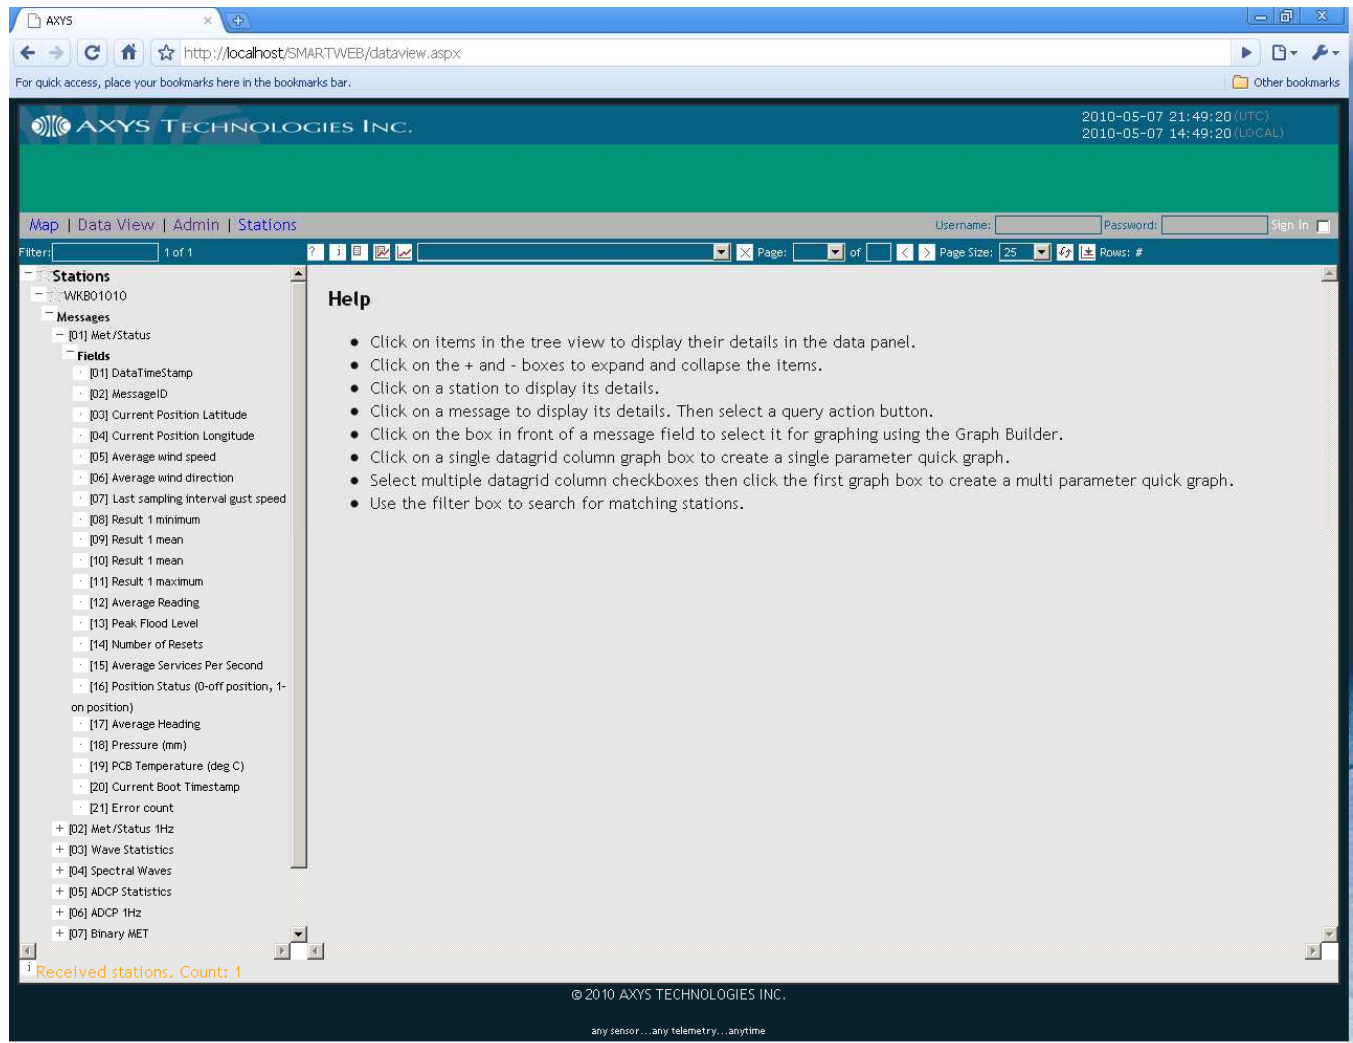 AXYS
http://localhost/SMARTWEB/dataview.aspx
For quick access, place your bookmarks here in the bookmarks bar.
Other bookmarks
AXYS TECHNOLOGIES INC.
2010-05-07 21:49:20 (UTC)
2010-05-07 14:49:20 (LOCAL)
Map | Data View | Admin | Stations
Username: Password: Sign In
Filter: 1 of 1 ? i Page: of < > Page Size: 25 Rows: #
Stations
WKB01010
Messages
[01] Met/Status
Fields
[01] DataTimeStamp
[02] MessageID
[03] Current Position Latitude
[04] Current Position Longitude
[05] Average wind speed
[06] Average wind direction
[07] Last sampling interval gust speed
[08] Result 1 minimum
[09] Result 1 mean
[10] Result 1 mean
[11] Result 1 maximum
[12] Average Reading
[13] Peak Flood Level
[14] Number of Resets
[15] Average Services Per Second
[16] Position Status (0-off position, 1-
on position)
[17] Average Heading
[18] Pressure (mm)
[19] PCB Temperature (deg C)
[20] Current Boot Timestamp
[21] Error count
[02] Met/Status 1Hz
[03] Wave Statistics
[04] Spectral Waves
[05] ADCP Statistics
[06] ADCP 1Hz
[07] Binary MET
Help
Click on items in the tree view to display their details in the data panel.
Click on the + and - boxes to expand and collapse the items.
Click on a station to display its details.
Click on a message to display its details. Then select a query action button.
Click on the box in front of a message field to select it for graphing using the Graph Builder.
Click on a single datagrid column graph box to create a single parameter quick graph.
Select multiple datagrid column checkboxes then click the first graph box to create a multi parameter quick graph.
Use the filter box to search for matching stations.
i Received stations. Count: 1
© 2010 AXYS TECHNOLOGIES INC.
any sensor...any telemetry...anytime